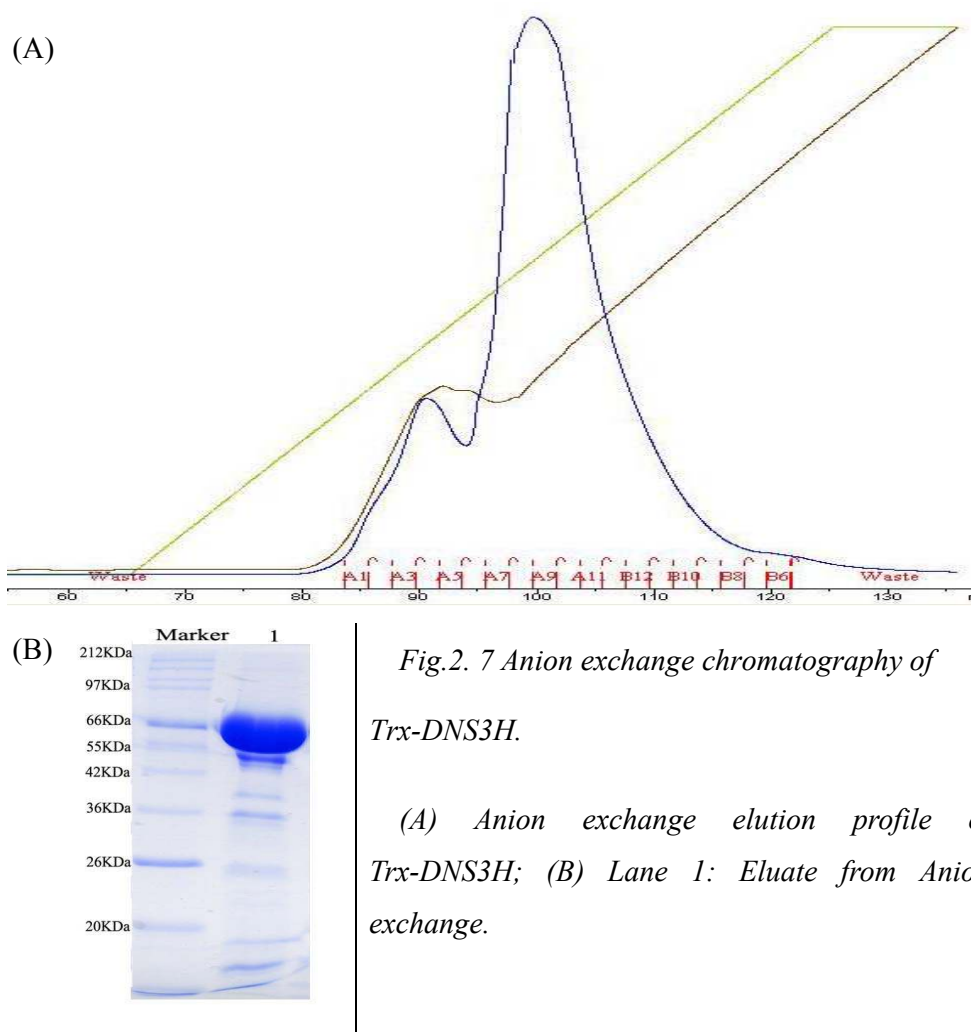 (A)
Waste A1 A3 A5 A7 A9 A11 B12 B10 B8 B6 Waste
60 70 80 90 100 110 120 130
(B)
Marker 1
212KDa
97KDa
66KDa
55KDa
42KDa
36KDa
26KDa
20KDa
Fig.2. 7 Anion exchange chromatography of
Trx-DNS3H.
(A) Anion exchange elution profile
Trx-DNS3H; (B) Lane 1: Eluate from Anio
exchange.